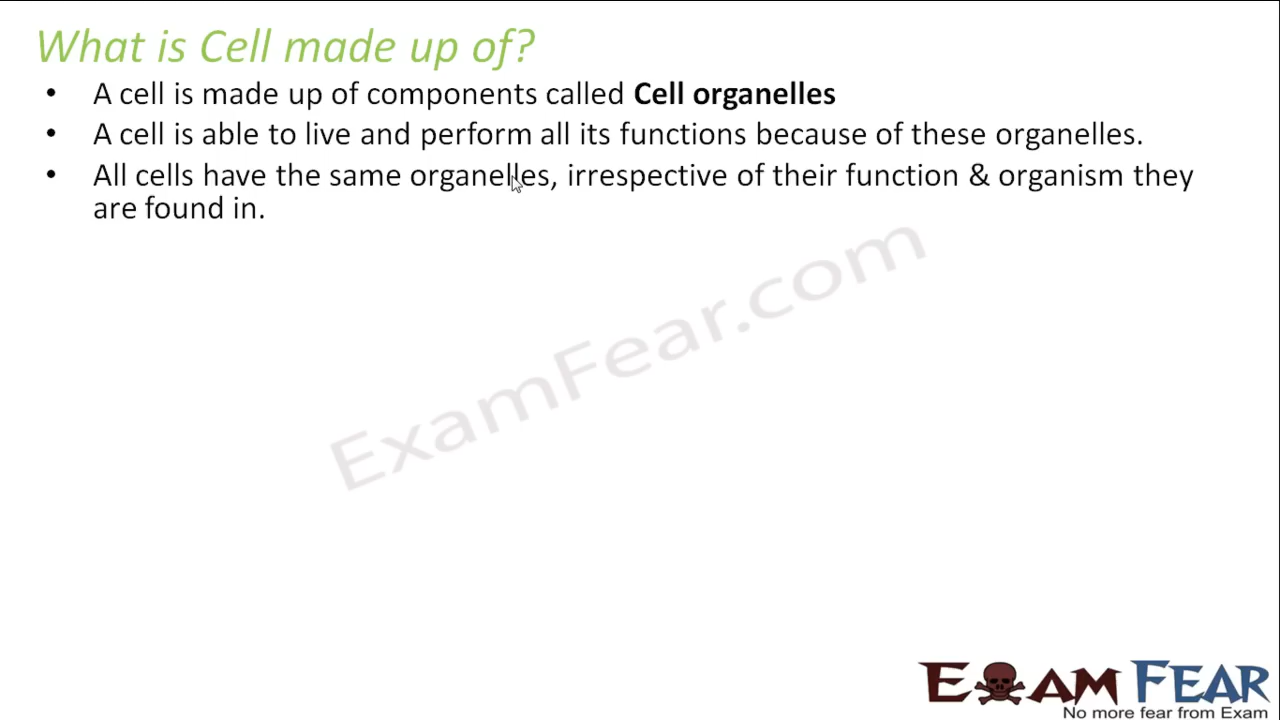 What is Cell made up of?
• A cell is made up of components called Cell organelles
• A cell is able to live and perform all its functions because of these organelles.
• All cells have the same organelles, irrespective of their function & organism they
are found in.
ExamFear.com
EXAM FEAR
No more fear from Exam